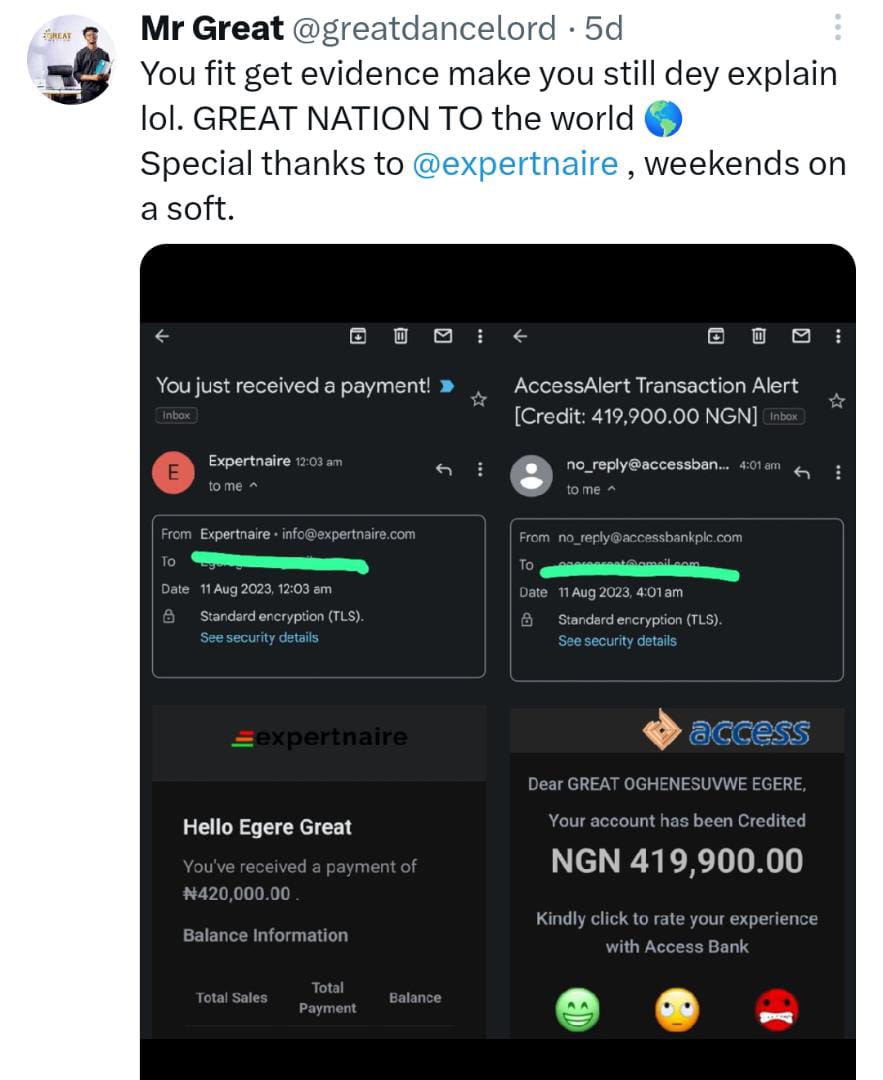 Mr Great @greatdancelord · 5d
You fit get evidence make you still dey explain
lol. GREAT NATION TO the world 🌎
Special thanks to @expertnaire , weekends on
a soft.
You just received a payment!
Inbox
E
Expertnaire 12:03 am
to me
From Expertnaire • info@expertnaire.com
To
Date 11 Aug 2023, 12:03 am
Standard encryption (TLS).
See security details
expertnaire
Hello Egere Great
You've received a payment of
₦420,000.00 .
Balance Information
Total Sales
Total
Payment
Balance
AccessAlert Transaction Alert
[Credit: 419,900.00 NGN] Inbox
no_reply@accessban... 4:01 am
to me
From no_reply@accessbankplc.com
To
Date 11 Aug 2023, 4:01 am
Standard encryption (TLS).
See security details
access
Dear GREAT OGHENESUVWE EGERE,
Your account has been Credited
NGN 419,900.00
Kindly click to rate your experience
with Access Bank